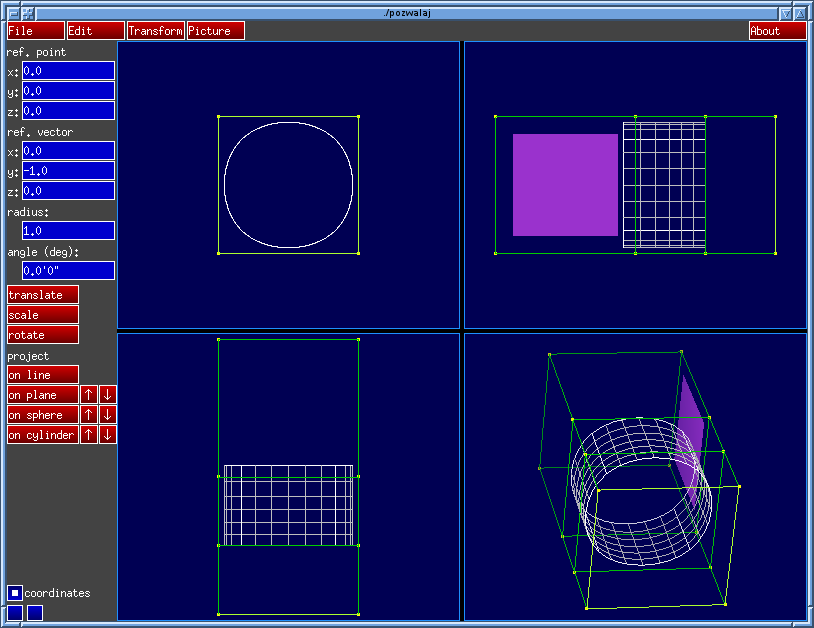 ./pozwalaj
File Edit Transform Picture About
ref. point
x: 0.0
y: 0.0
z: 0.0
ref. vector
x: 0.0
y: -1.0
z: 0.0
radius:
1.0
angle (deg):
0.0'0"
translate
scale
rotate
project
on line
on plane ↑ ↓
on sphere ↑ ↓
on cylinder ↑ ↓
coordinates